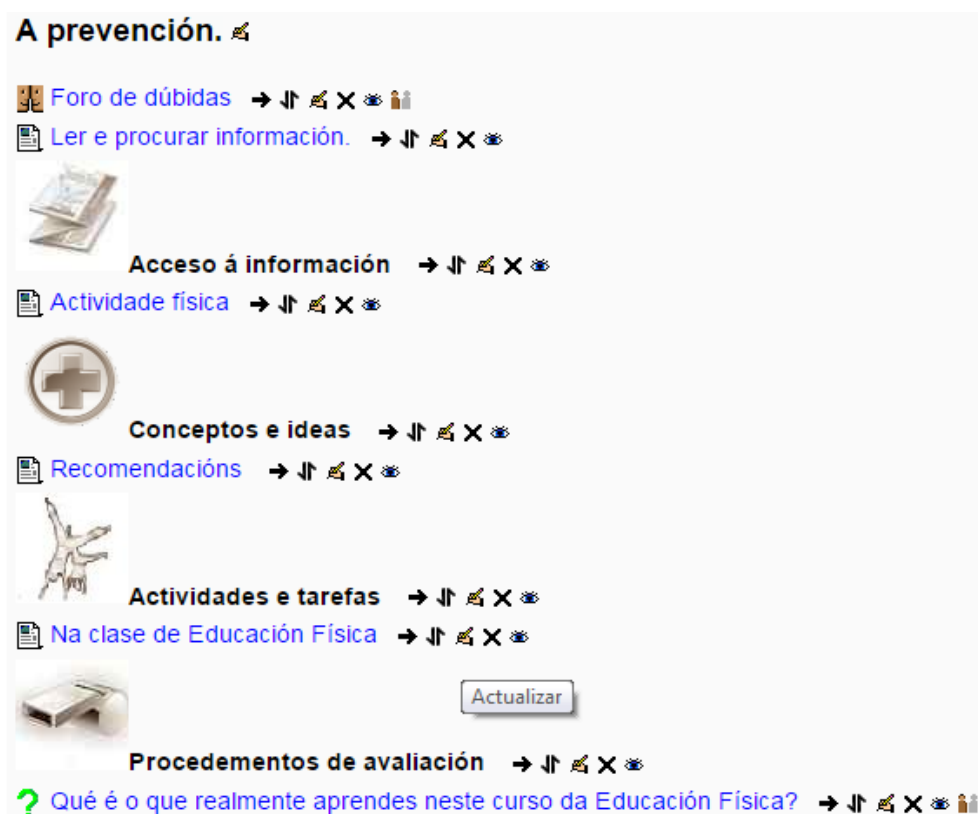 A prevención.
Foro de dúbidas
Ler e procurar información.
Acceso á información
Actividade física
Conceptos e ideas
Recomendacións
Actividades e tarefas
Na clase de Educación Física
Actualizar
Procedementos de avaliación
Qué é o que realmente aprendes neste curso da Educación Física?